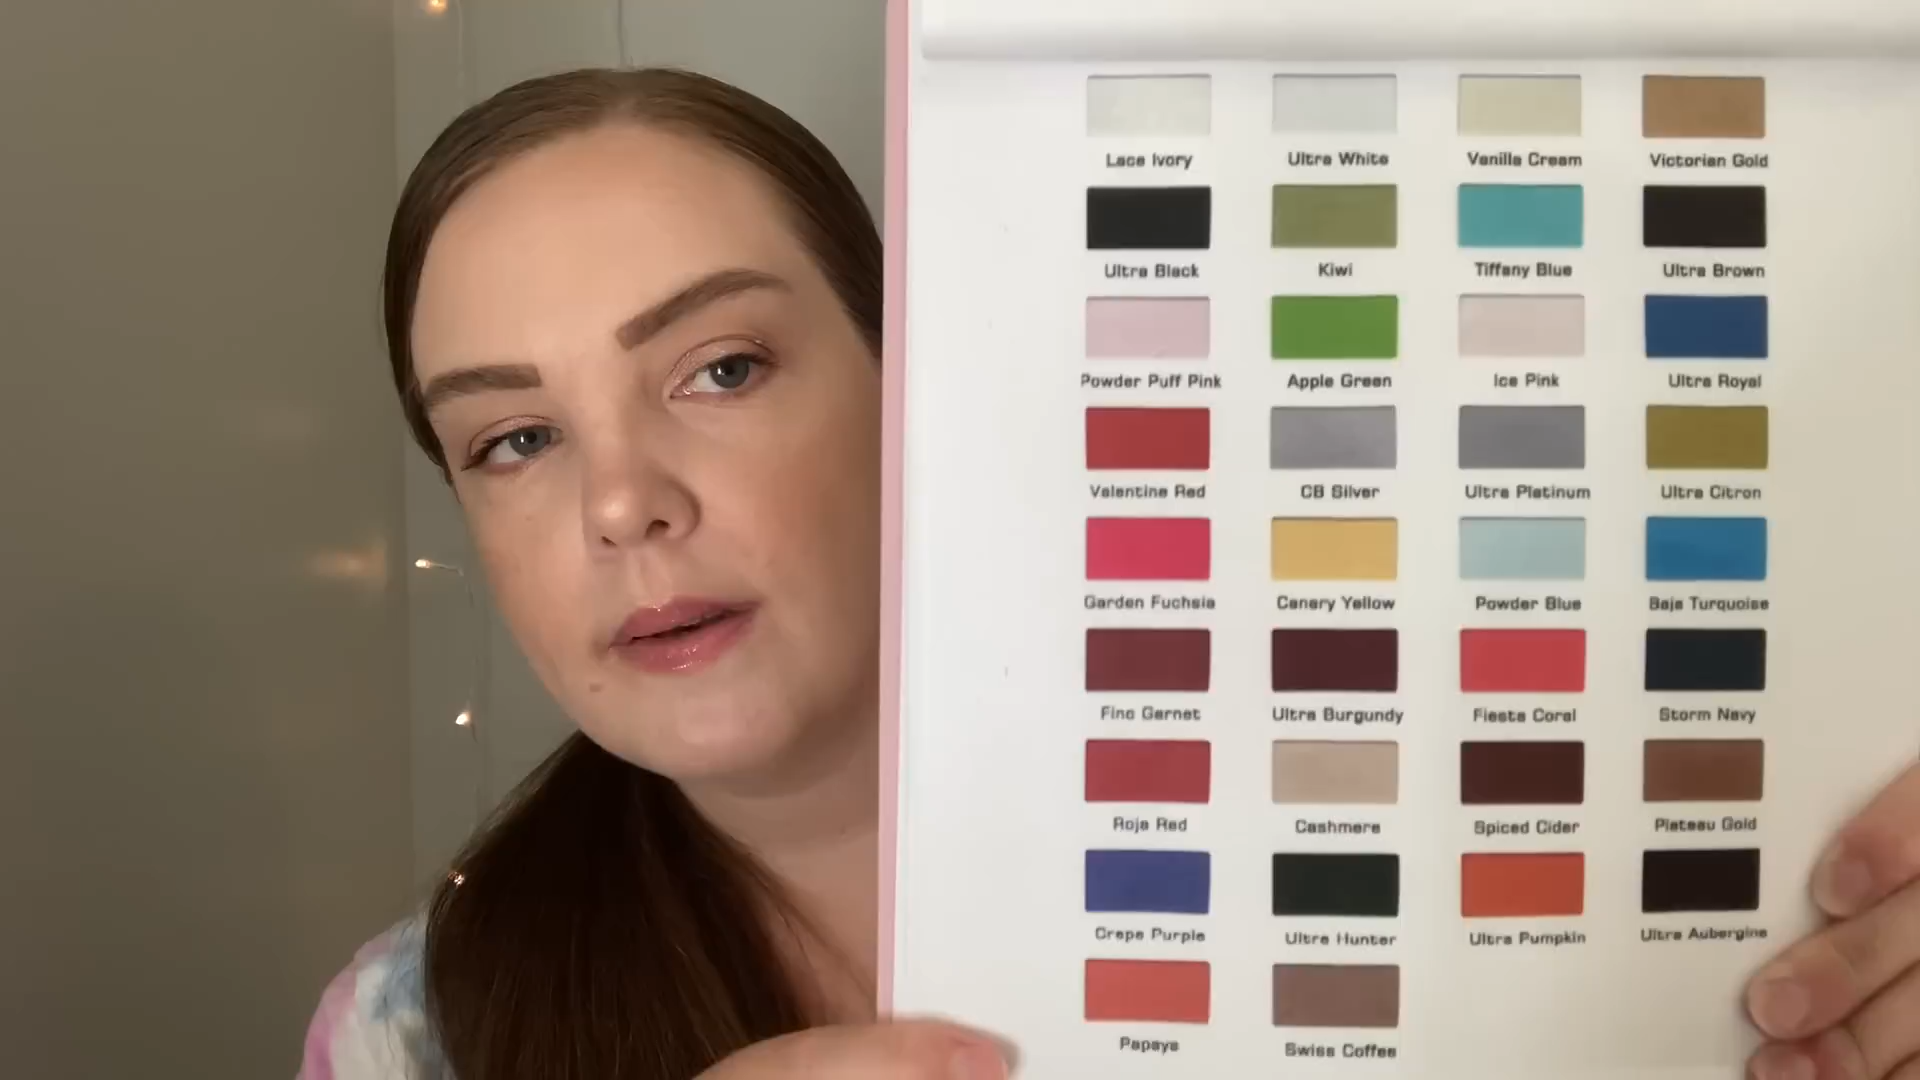 Lace Ivory
Ultra White
Vanilla Cream
Victorian Gold
Ultra Black
Kiwi
Tiffany Blue
Ultra Brown
Powder Puff Pink
Apple Green
Ice Pink
Ultra Royal
Valentine Red
CB Silver
Ultra Platinum
Ultra Citron
Garden Fuchsia
Canary Yellow
Powder Blue
Baja Turquoise
Fino Garnet
Ultra Burgundy
Fiesta Coral
Storm Navy
Roja Red
Cashmere
Spiced Cider
Plateau Gold
Crepe Purple
Ultra Hunter
Ultra Pumpkin
Ultra Aubergine
Papaya
Swiss Coffee